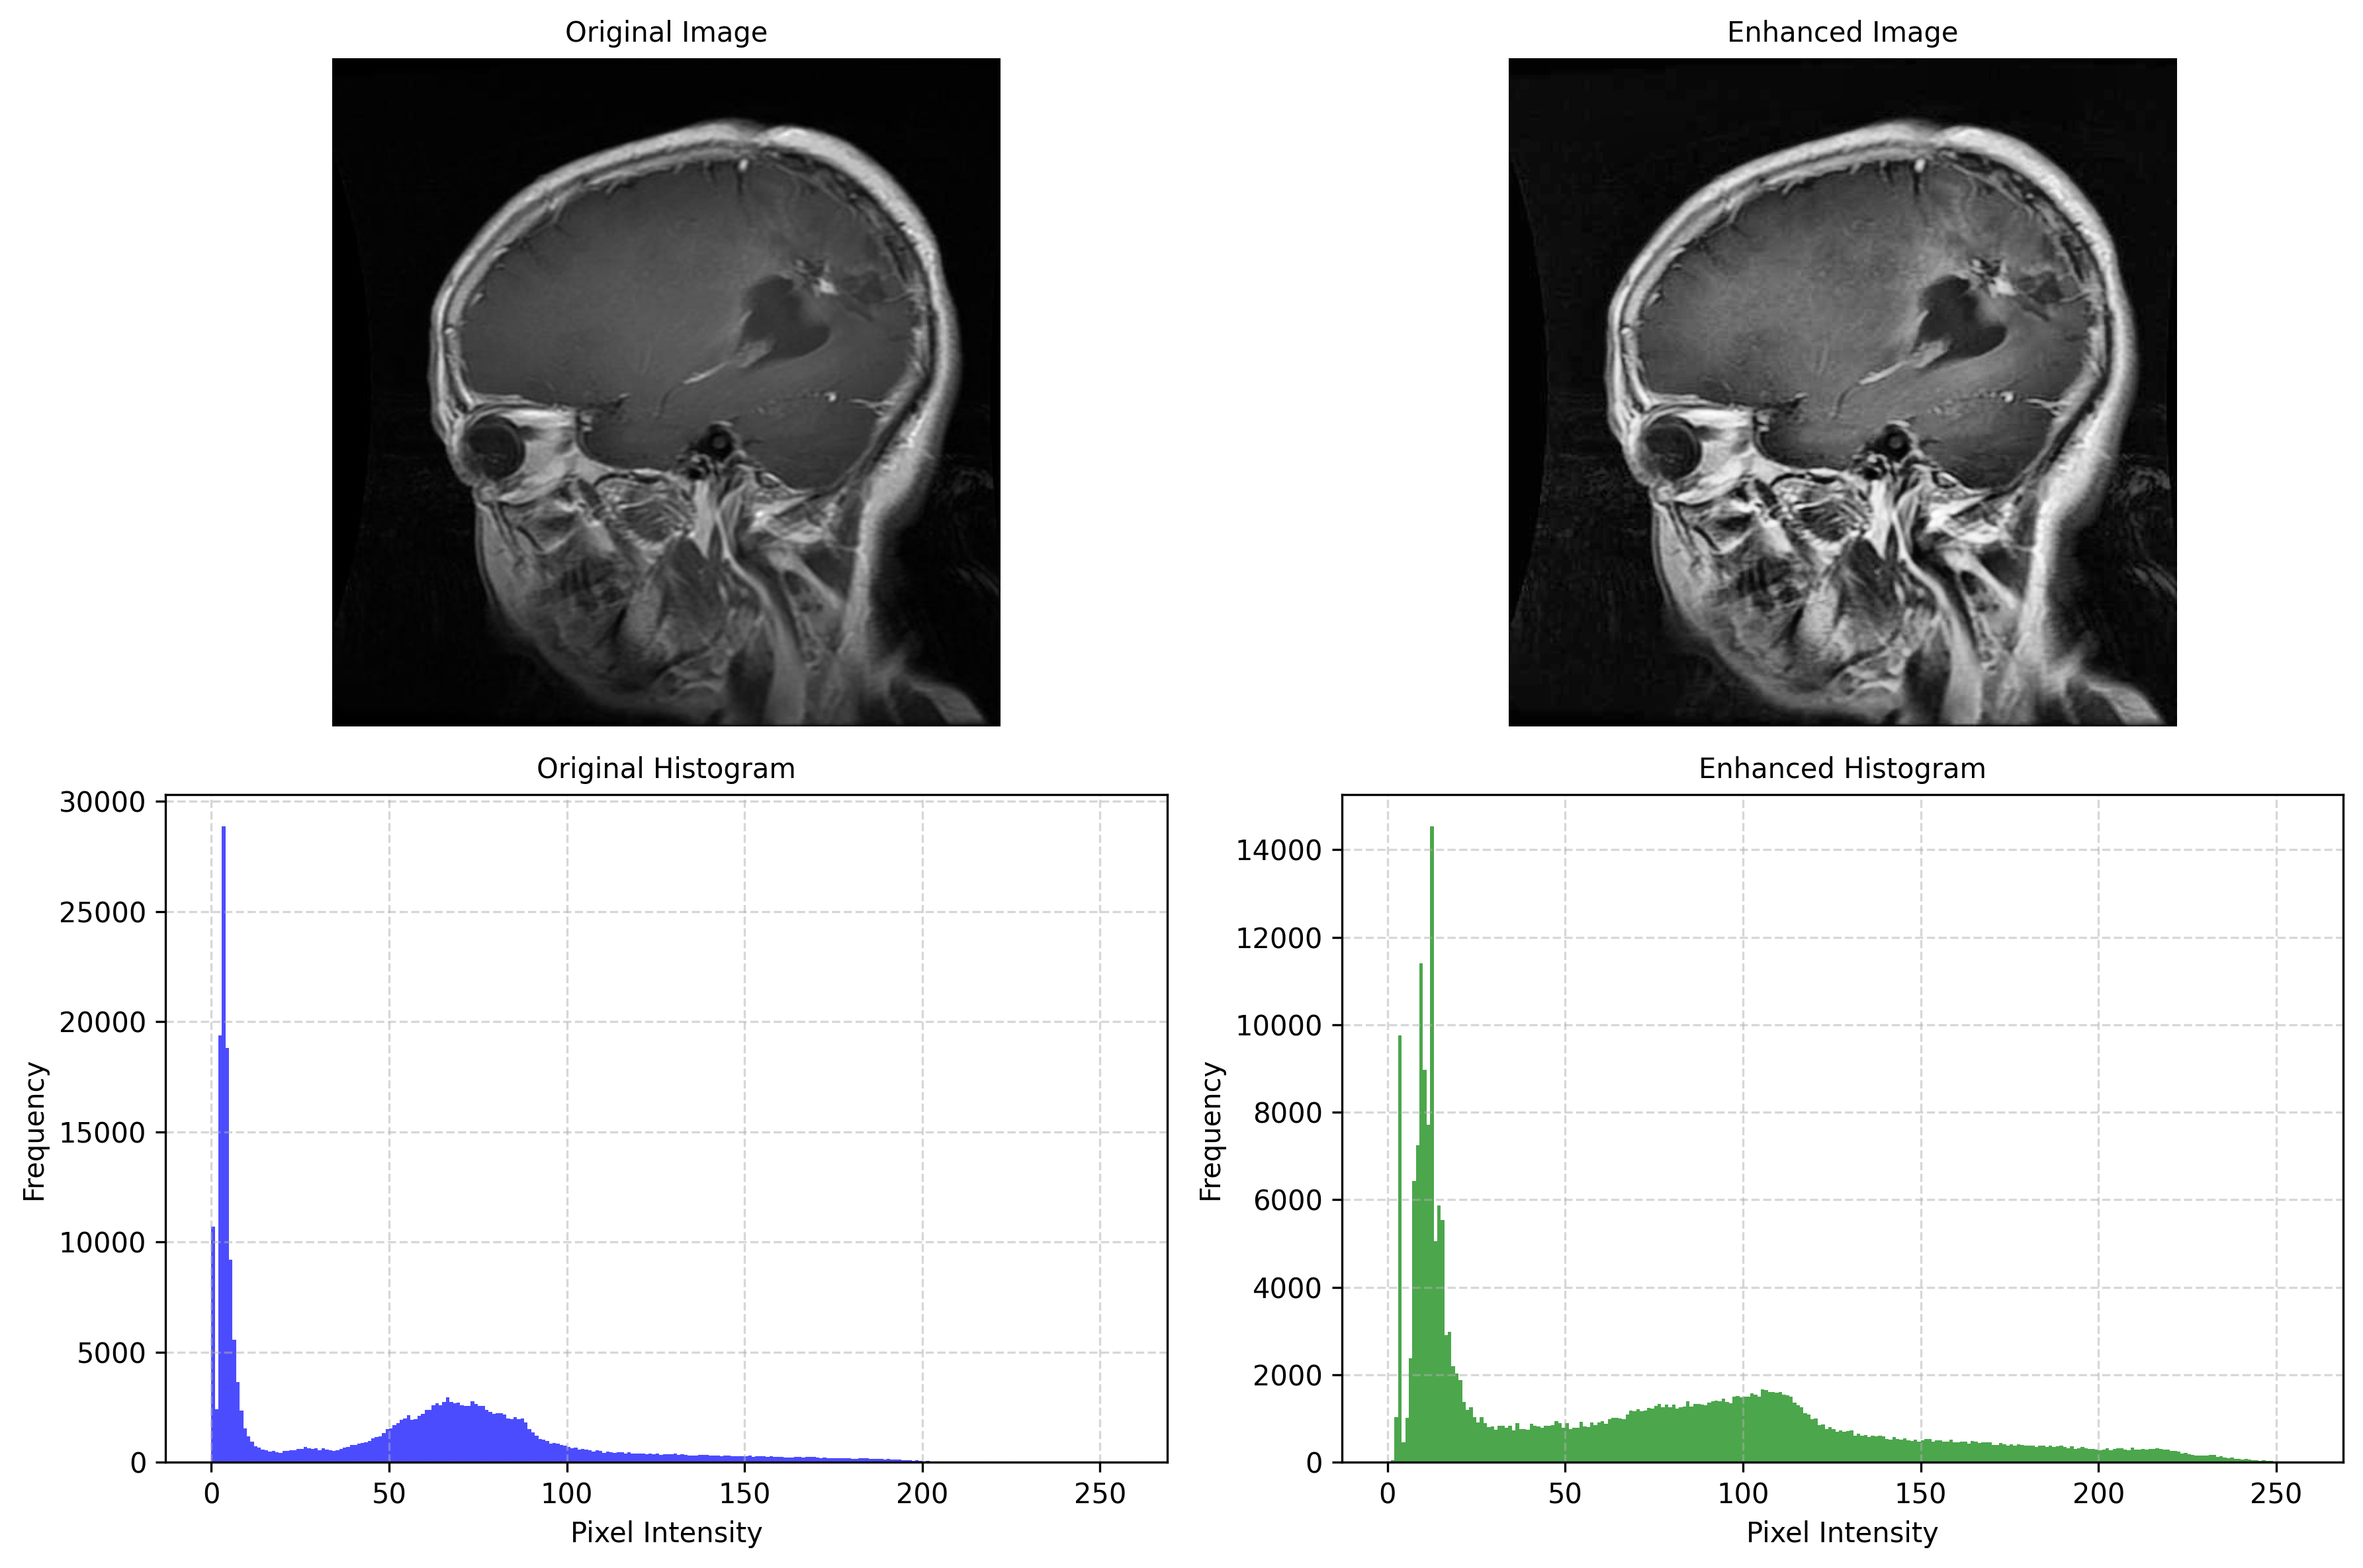 Original Image
Enhanced Image
Original Histogram
Enhanced Histogram
30000
25000
20000
15000
10000
5000
0
Frequency
0 50 100 150 200 250
Pixel Intensity
14000
12000
10000
8000
6000
4000
2000
0
Frequency
0 50 100 150 200 250
Pixel Intensity